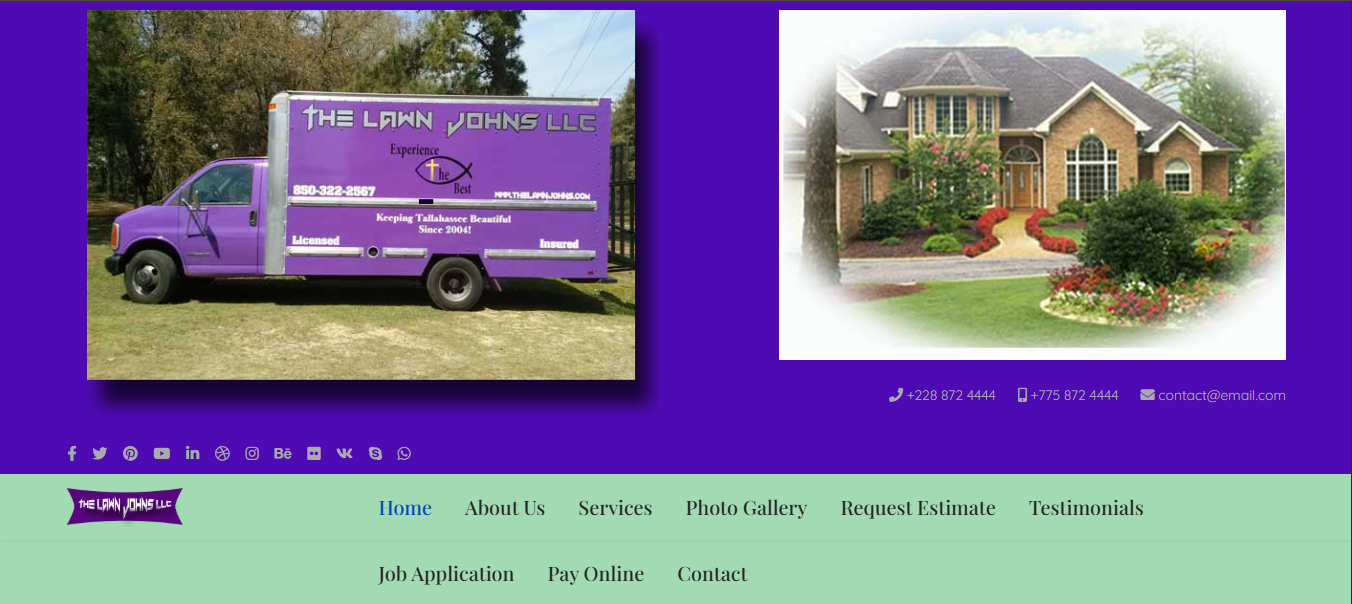 THE LAWN JOHNS LLC
Experience
the
Best
850-322-2567
WWW.THELAWNJOHNS.COM
Keeping Tallahassee Beautiful
Since 2004!
Licensed
Insured
+228 872 4444 +775 872 4444 contact@email.com
THE LAWN JOHNS LLC
Home About Us Services Photo Gallery Request Estimate Testimonials
Job Application Pay Online Contact